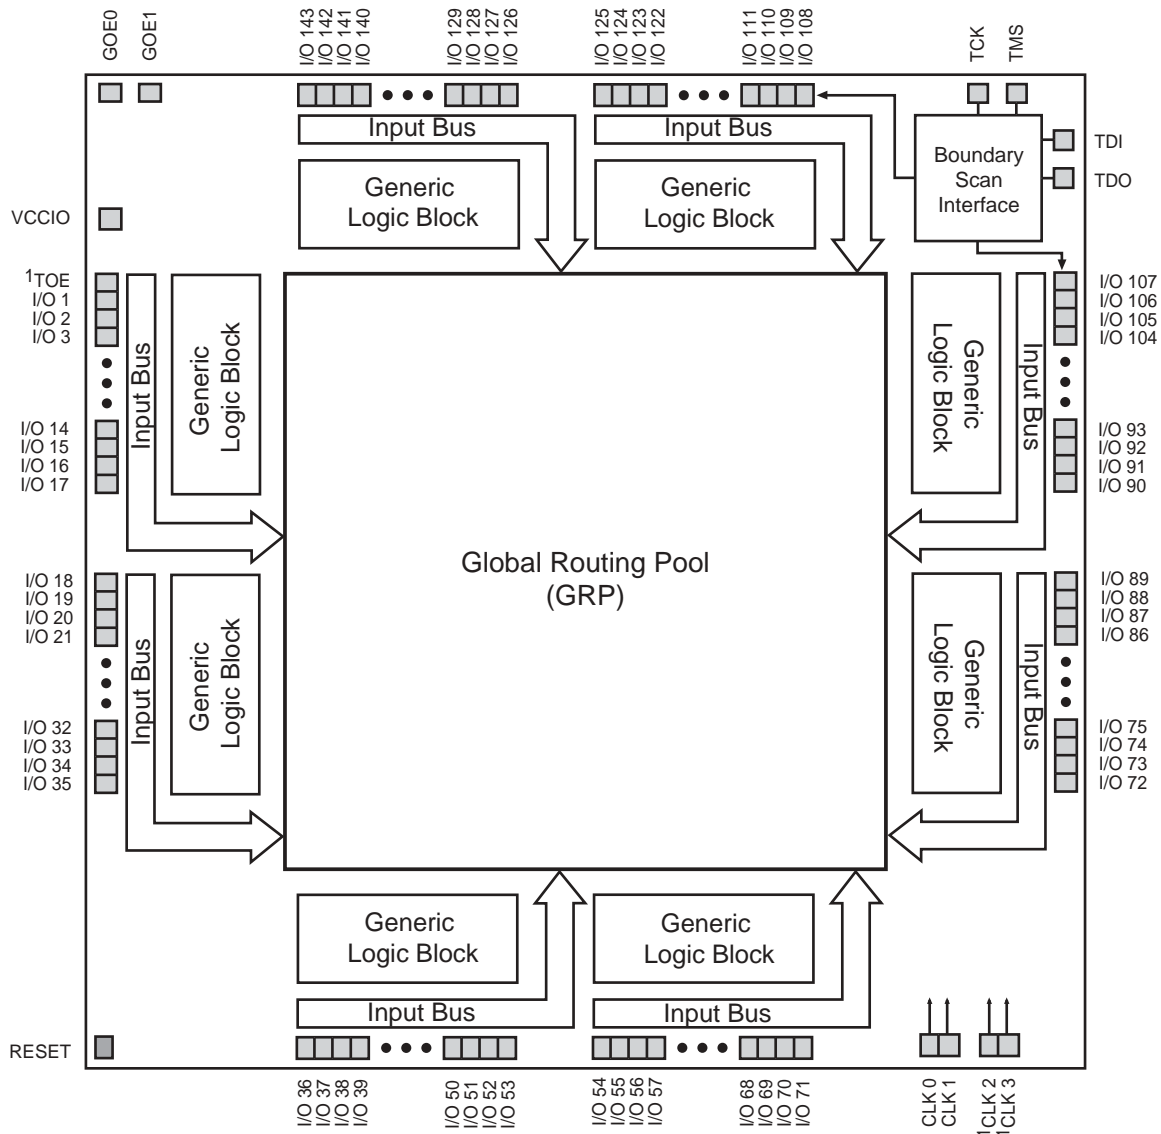 GOE0
GOE1
I/O 143
I/O 142
I/O 141
I/O 140
I/O 129
I/O 128
I/O 127
I/O 126
I/O 125
I/O 124
I/O 123
I/O 122
I/O 111
I/O 110
I/O 109
I/O 108
TCK
TMS
Input Bus
Input Bus
TDI
TDO
Boundary
Scan
Interface
Generic
Logic Block
Generic
Logic Block
VCCIO
1TOE
I/O 1
I/O 2
I/O 3
I/O 14
I/O 15
I/O 16
I/O 17
Input Bus
Generic
Logic Block
Generic
Logic Block
Input Bus
I/O 107
I/O 106
I/O 105
I/O 104
I/O 93
I/O 92
I/O 91
I/O 90
Global Routing Pool
(GRP)
I/O 18
I/O 19
I/O 20
I/O 21
I/O 32
I/O 33
I/O 34
I/O 35
Input Bus
Generic
Logic Block
Generic
Logic Block
Input Bus
I/O 89
I/O 88
I/O 87
I/O 86
I/O 75
I/O 74
I/O 73
I/O 72
Generic
Logic Block
Generic
Logic Block
Input Bus
Input Bus
RESET
I/O 36
I/O 37
I/O 38
I/O 39
I/O 50
I/O 51
I/O 52
I/O 53
I/O 54
I/O 55
I/O 56
I/O 57
I/O 68
I/O 69
I/O 70
I/O 71
CLK 0
CLK 1
1CLK 2
1CLK 3